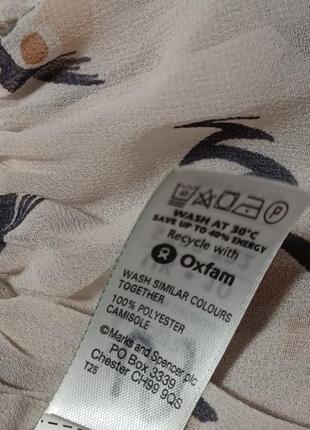 WASH AT 30°C
SAVE UP TO 40% ENERGY
Recycle with
Oxfam
WASH SIMILAR COLOURS
TOGETHER
100% POLYESTER
CAMISOLE
©Marks and Spencer plc
PO Box 3339
Chester CH99 9QS
T25